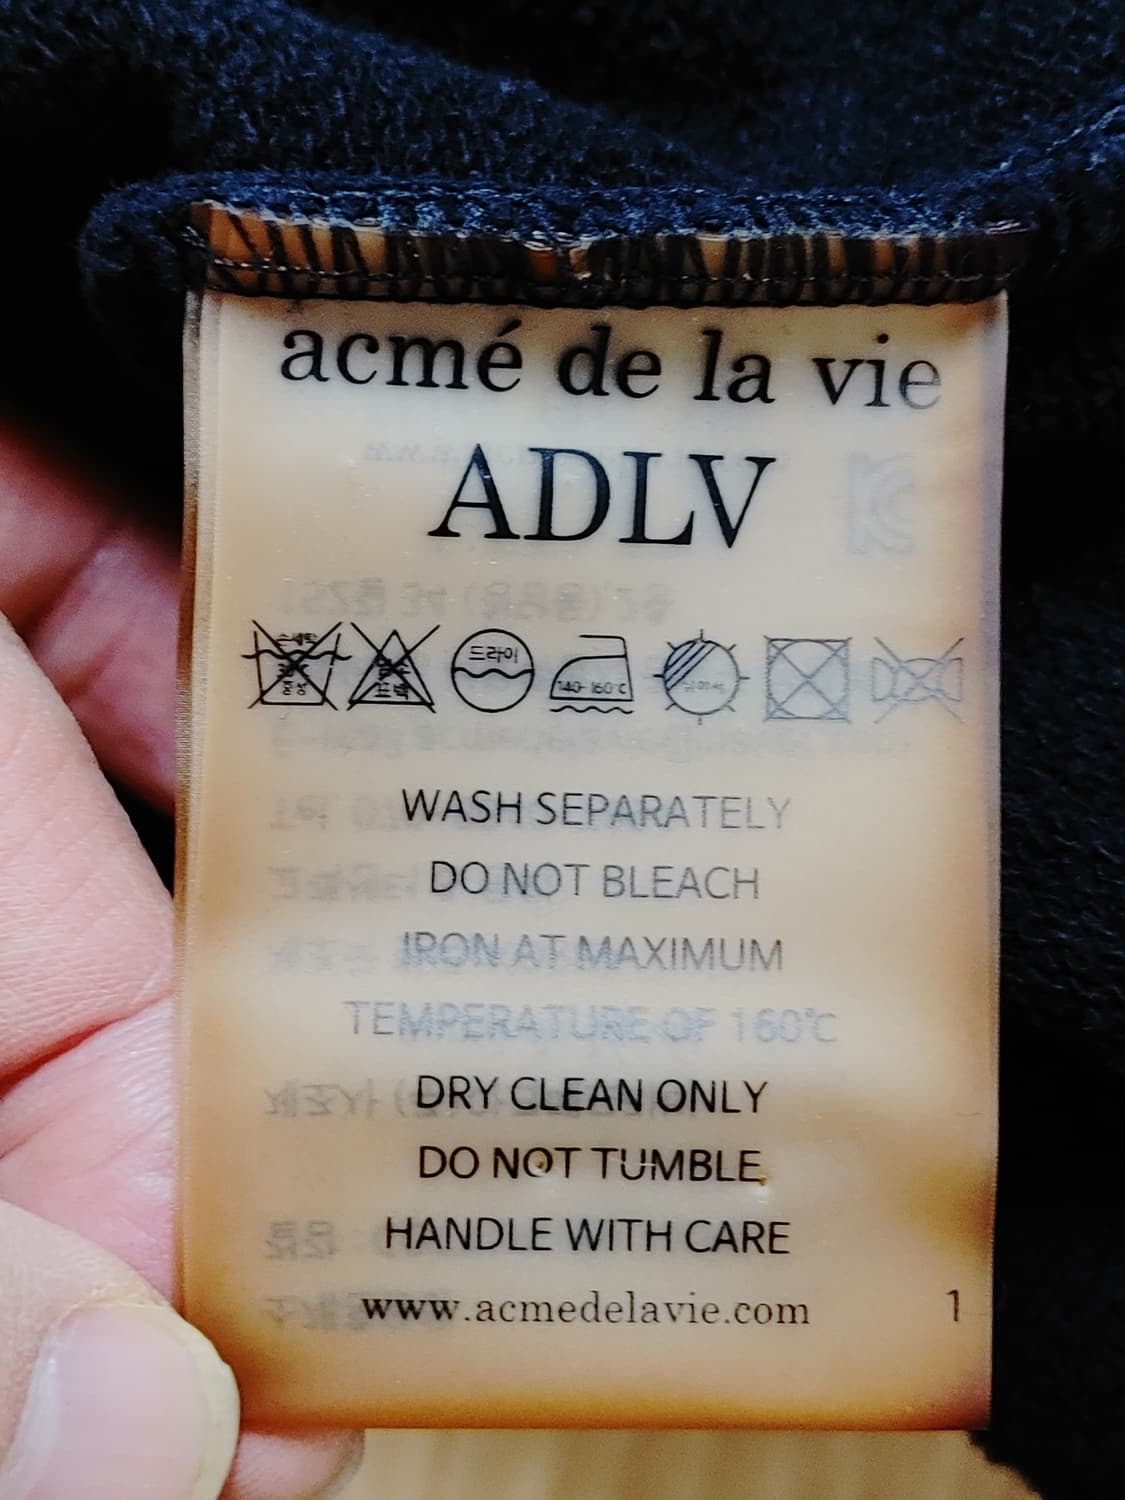 acmé de la vie
ADLV
드라이 140~160°C
WASH SEPARATELY
DO NOT BLEACH
IRON AT MAXIMUM
TEMPERATURE OF 160°C
DRY CLEAN ONLY
DO NOT TUMBLE
HANDLE WITH CARE
www.acmedelavie.com 1